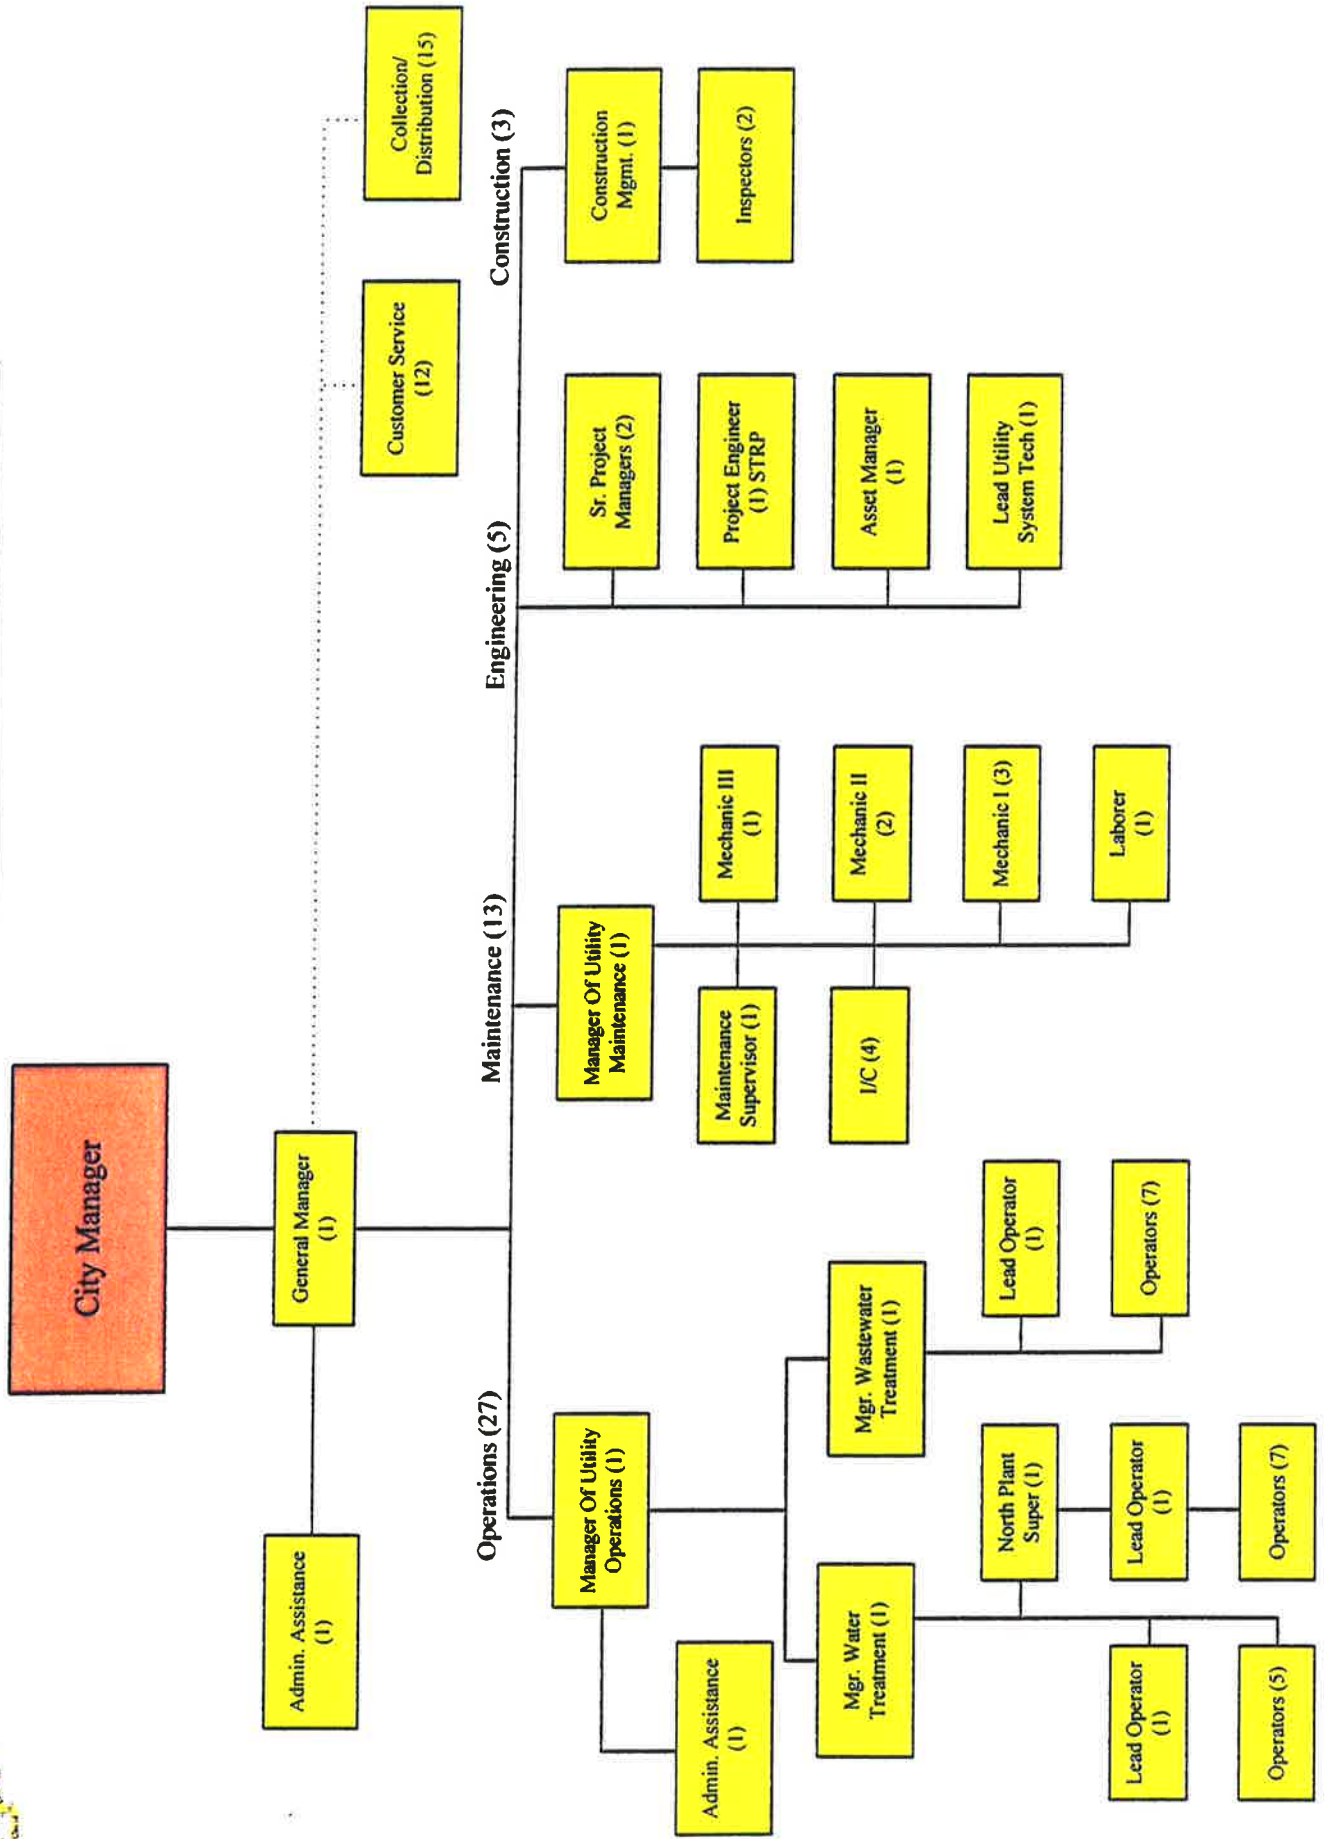 City Manager
General Manager
(1)
Admin. Assistance
(1)
Customer Service
(12)
Collection/
Distribution (15)
Operations (27)
Maintenance (13)
Engineering (5)
Construction (3)
Manager Of Utility
Operations (1)
Admin. Assistance
(1)
Mgr. Water
Treatment (1)
North Plant
Super (1)
Lead Operator
(1)
Operators (7)
Lead Operator
(1)
Operators (5)
Mgr. Wastewater
Treatment (1)
Lead Operator
(1)
Operators (7)
Manager Of Utility
Maintenance (1)
Maintenance
Supervisor (1)
I/C (4)
Mechanic III
(1)
Mechanic II
(2)
Mechanic I (3)
Laborer
(1)
Sr. Project
Managers (2)
Project Engineer
(1) STRP
Asset Manager
(1)
Lead Utility
System Tech (1)
Construction
Mgmt. (1)
Inspectors (2)